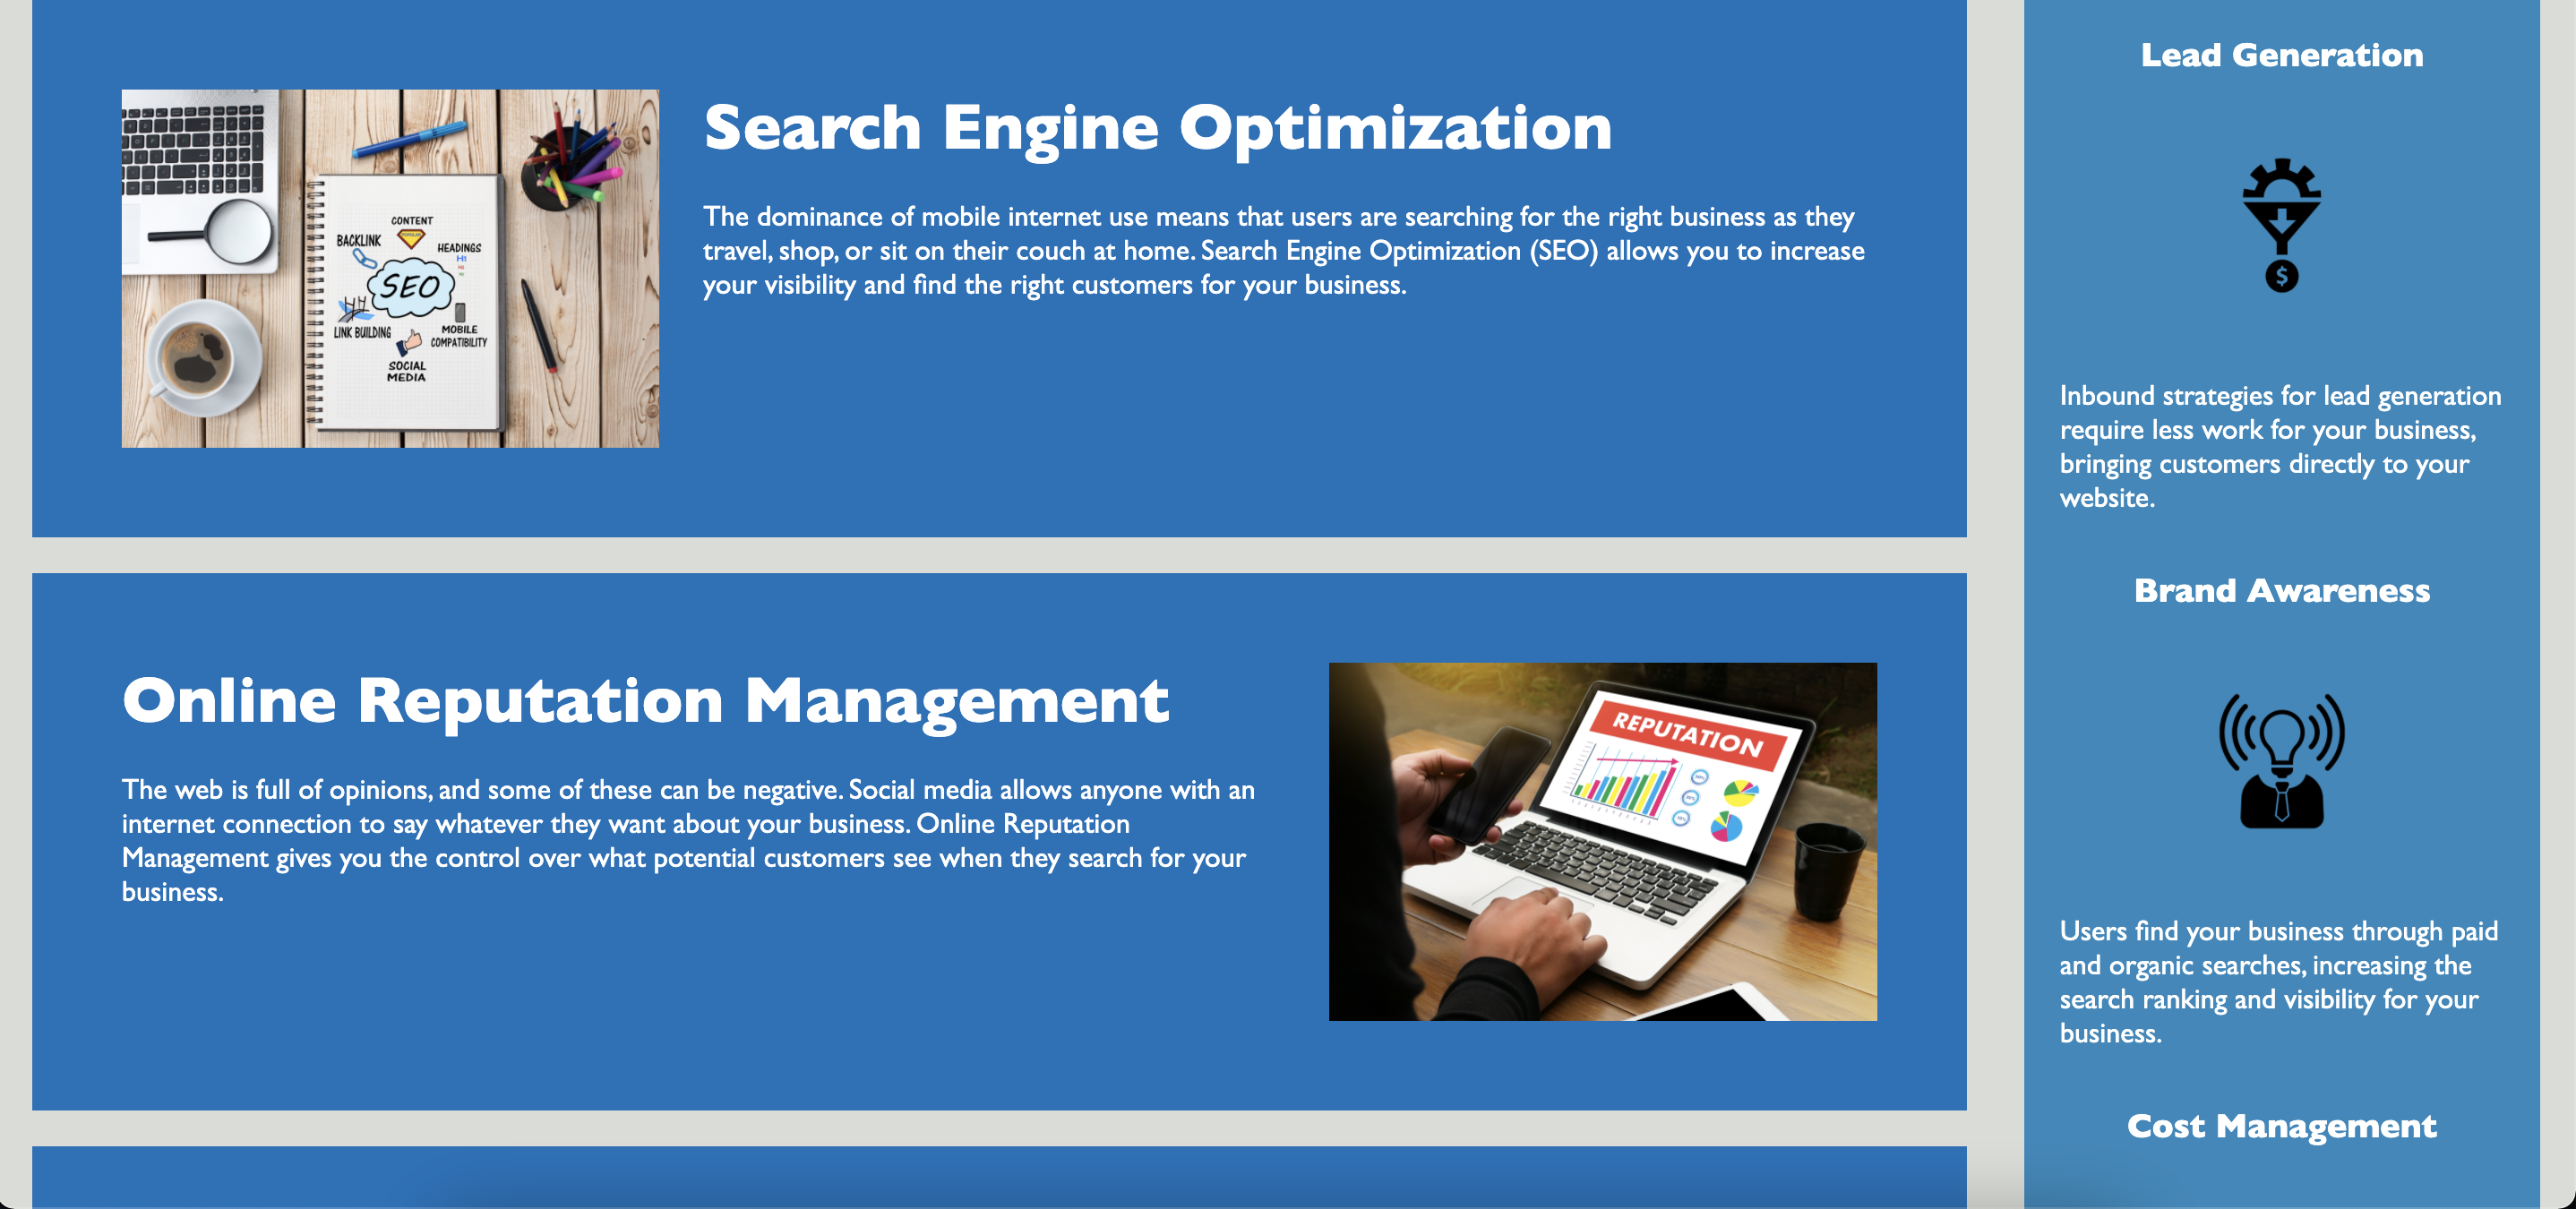 Search Engine Optimization
The dominance of mobile internet use means that users are searching for the right business as they
travel, shop, or sit on their couch at home. Search Engine Optimization (SEO) allows you to increase
your visibility and find the right customers for your business.
CONTENT
BACKLINK
HEADINGS
H1
SEO
LINK BUILDING
MOBILE
COMPATIBILITY
SOCIAL
MEDIA
Online Reputation Management
The web is full of opinions, and some of these can be negative. Social media allows anyone with an
internet connection to say whatever they want about your business. Online Reputation
Management gives you the control over what potential customers see when they search for your
business.
REPUTATION
Lead Generation
$
Inbound strategies for lead generation
require less work for your business,
bringing customers directly to your
website.
Brand Awareness
Users find your business through paid
and organic searches, increasing the
search ranking and visibility for your
business.
Cost Management